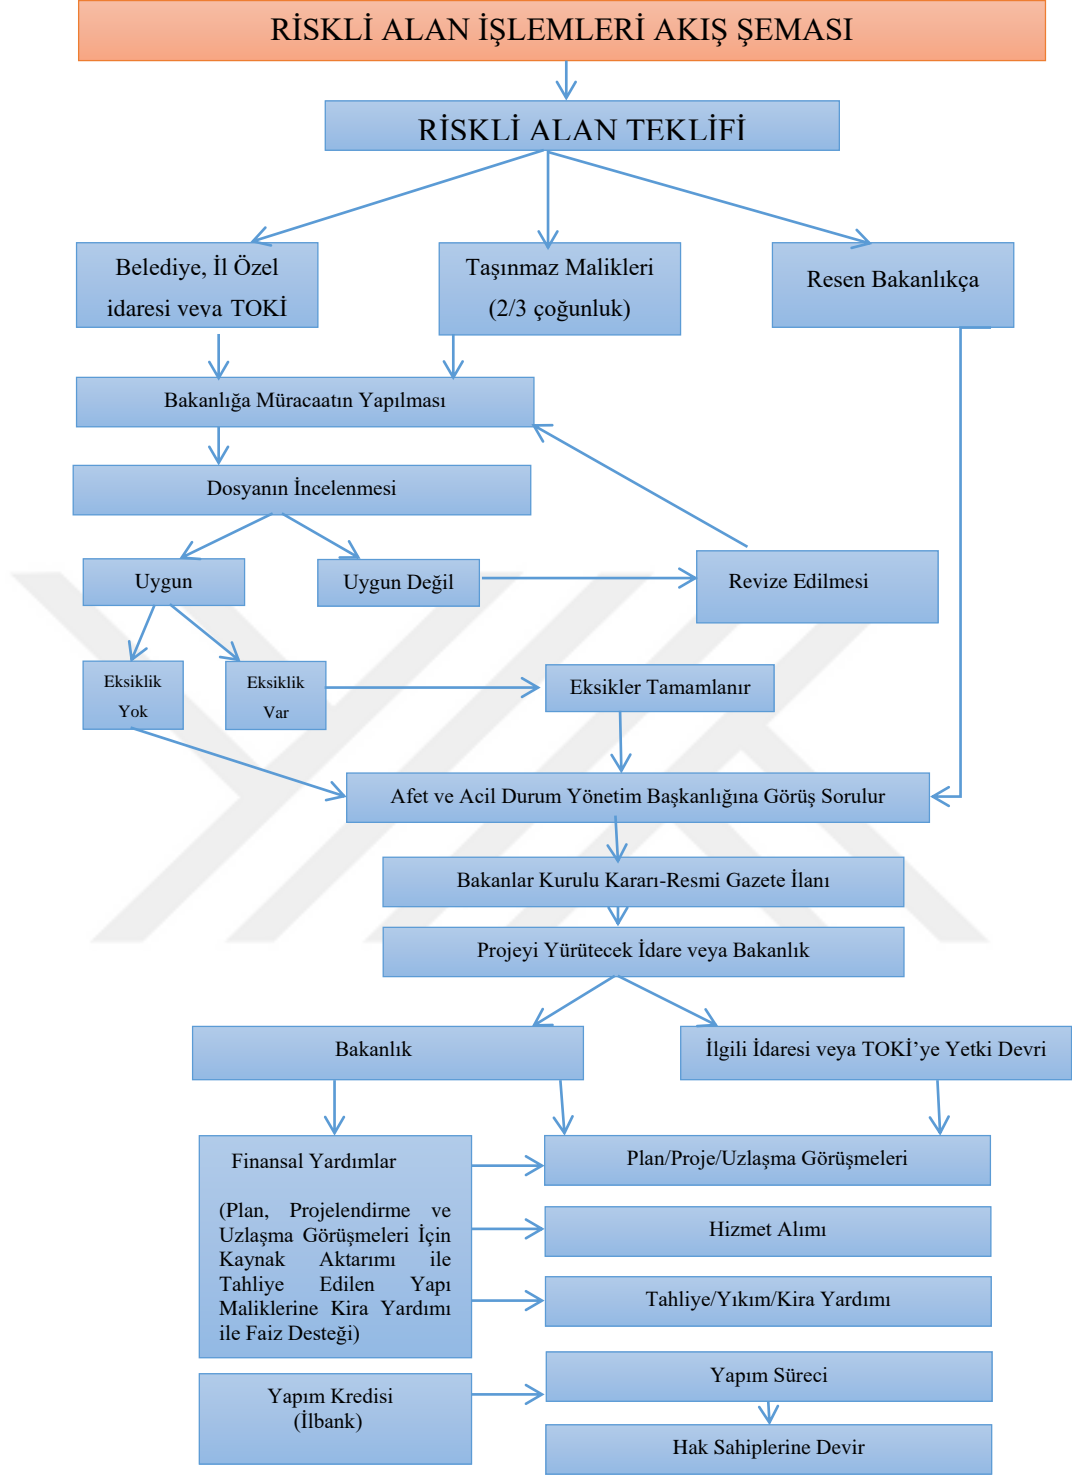 RİSKLİ ALAN İŞLEMLERİ AKIŞ ŞEMASI
RİSKLİ ALAN TEKLİFİ
Belediye, İl Özel
idaresi veya TOKİ
Taşınmaz Malikleri
(2/3 çoğunluk)
Resen Bakanlıkça
Bakanlığa Müracaatın Yapılması
Dosyanın İncelenmesi
Uygun
Uygun Değil
Revize Edilmesi
Eksiklik
Yok
Eksiklik
Var
Eksikler Tamamlanır
Afet ve Acil Durum Yönetim Başkanlığına Görüş Sorulur
Bakanlar Kurulu Kararı-Resmi Gazete İlanı
Projeyi Yürütecek İdare veya Bakanlık
Bakanlık
İlgili İdaresi veya TOKİ’ye Yetki Devri
Finansal Yardımlar
(Plan, Projelendirme ve
Uzlaşma Görüşmeleri İçin
Kaynak Aktarımı ile
Tahliye Edilen Yapı
Maliklerine Kira Yardımı
ile Faiz Desteği)
Plan/Proje/Uzlaşma Görüşmeleri
Hizmet Alımı
Tahliye/Yıkım/Kira Yardımı
Yapım Kredisi
(İlbank)
Yapım Süreci
Hak Sahiplerine Devir